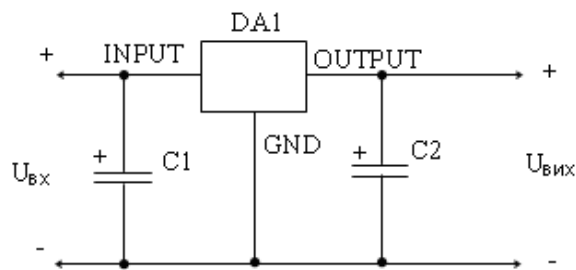 DA1
+ INPUT OUTPUT +
+ C1 GND + C2
Uвх Uвих
- -